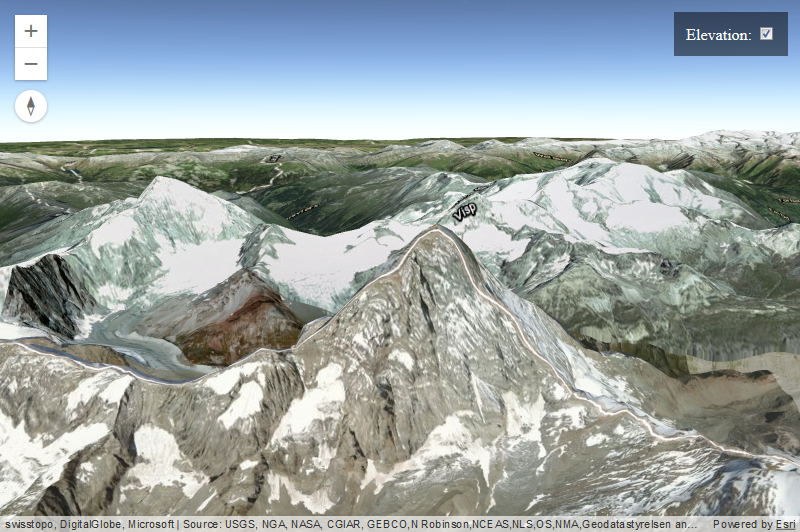 +
Elevation:
−
Visp
swisstopo, DigitalGlobe, Microsoft | Source: USGS, NGA, NASA, CGIAR, GEBCO,N Robinson,NCEAS,NLS,OS,NMA,Geodatastyrelsen an... Powered by Esri